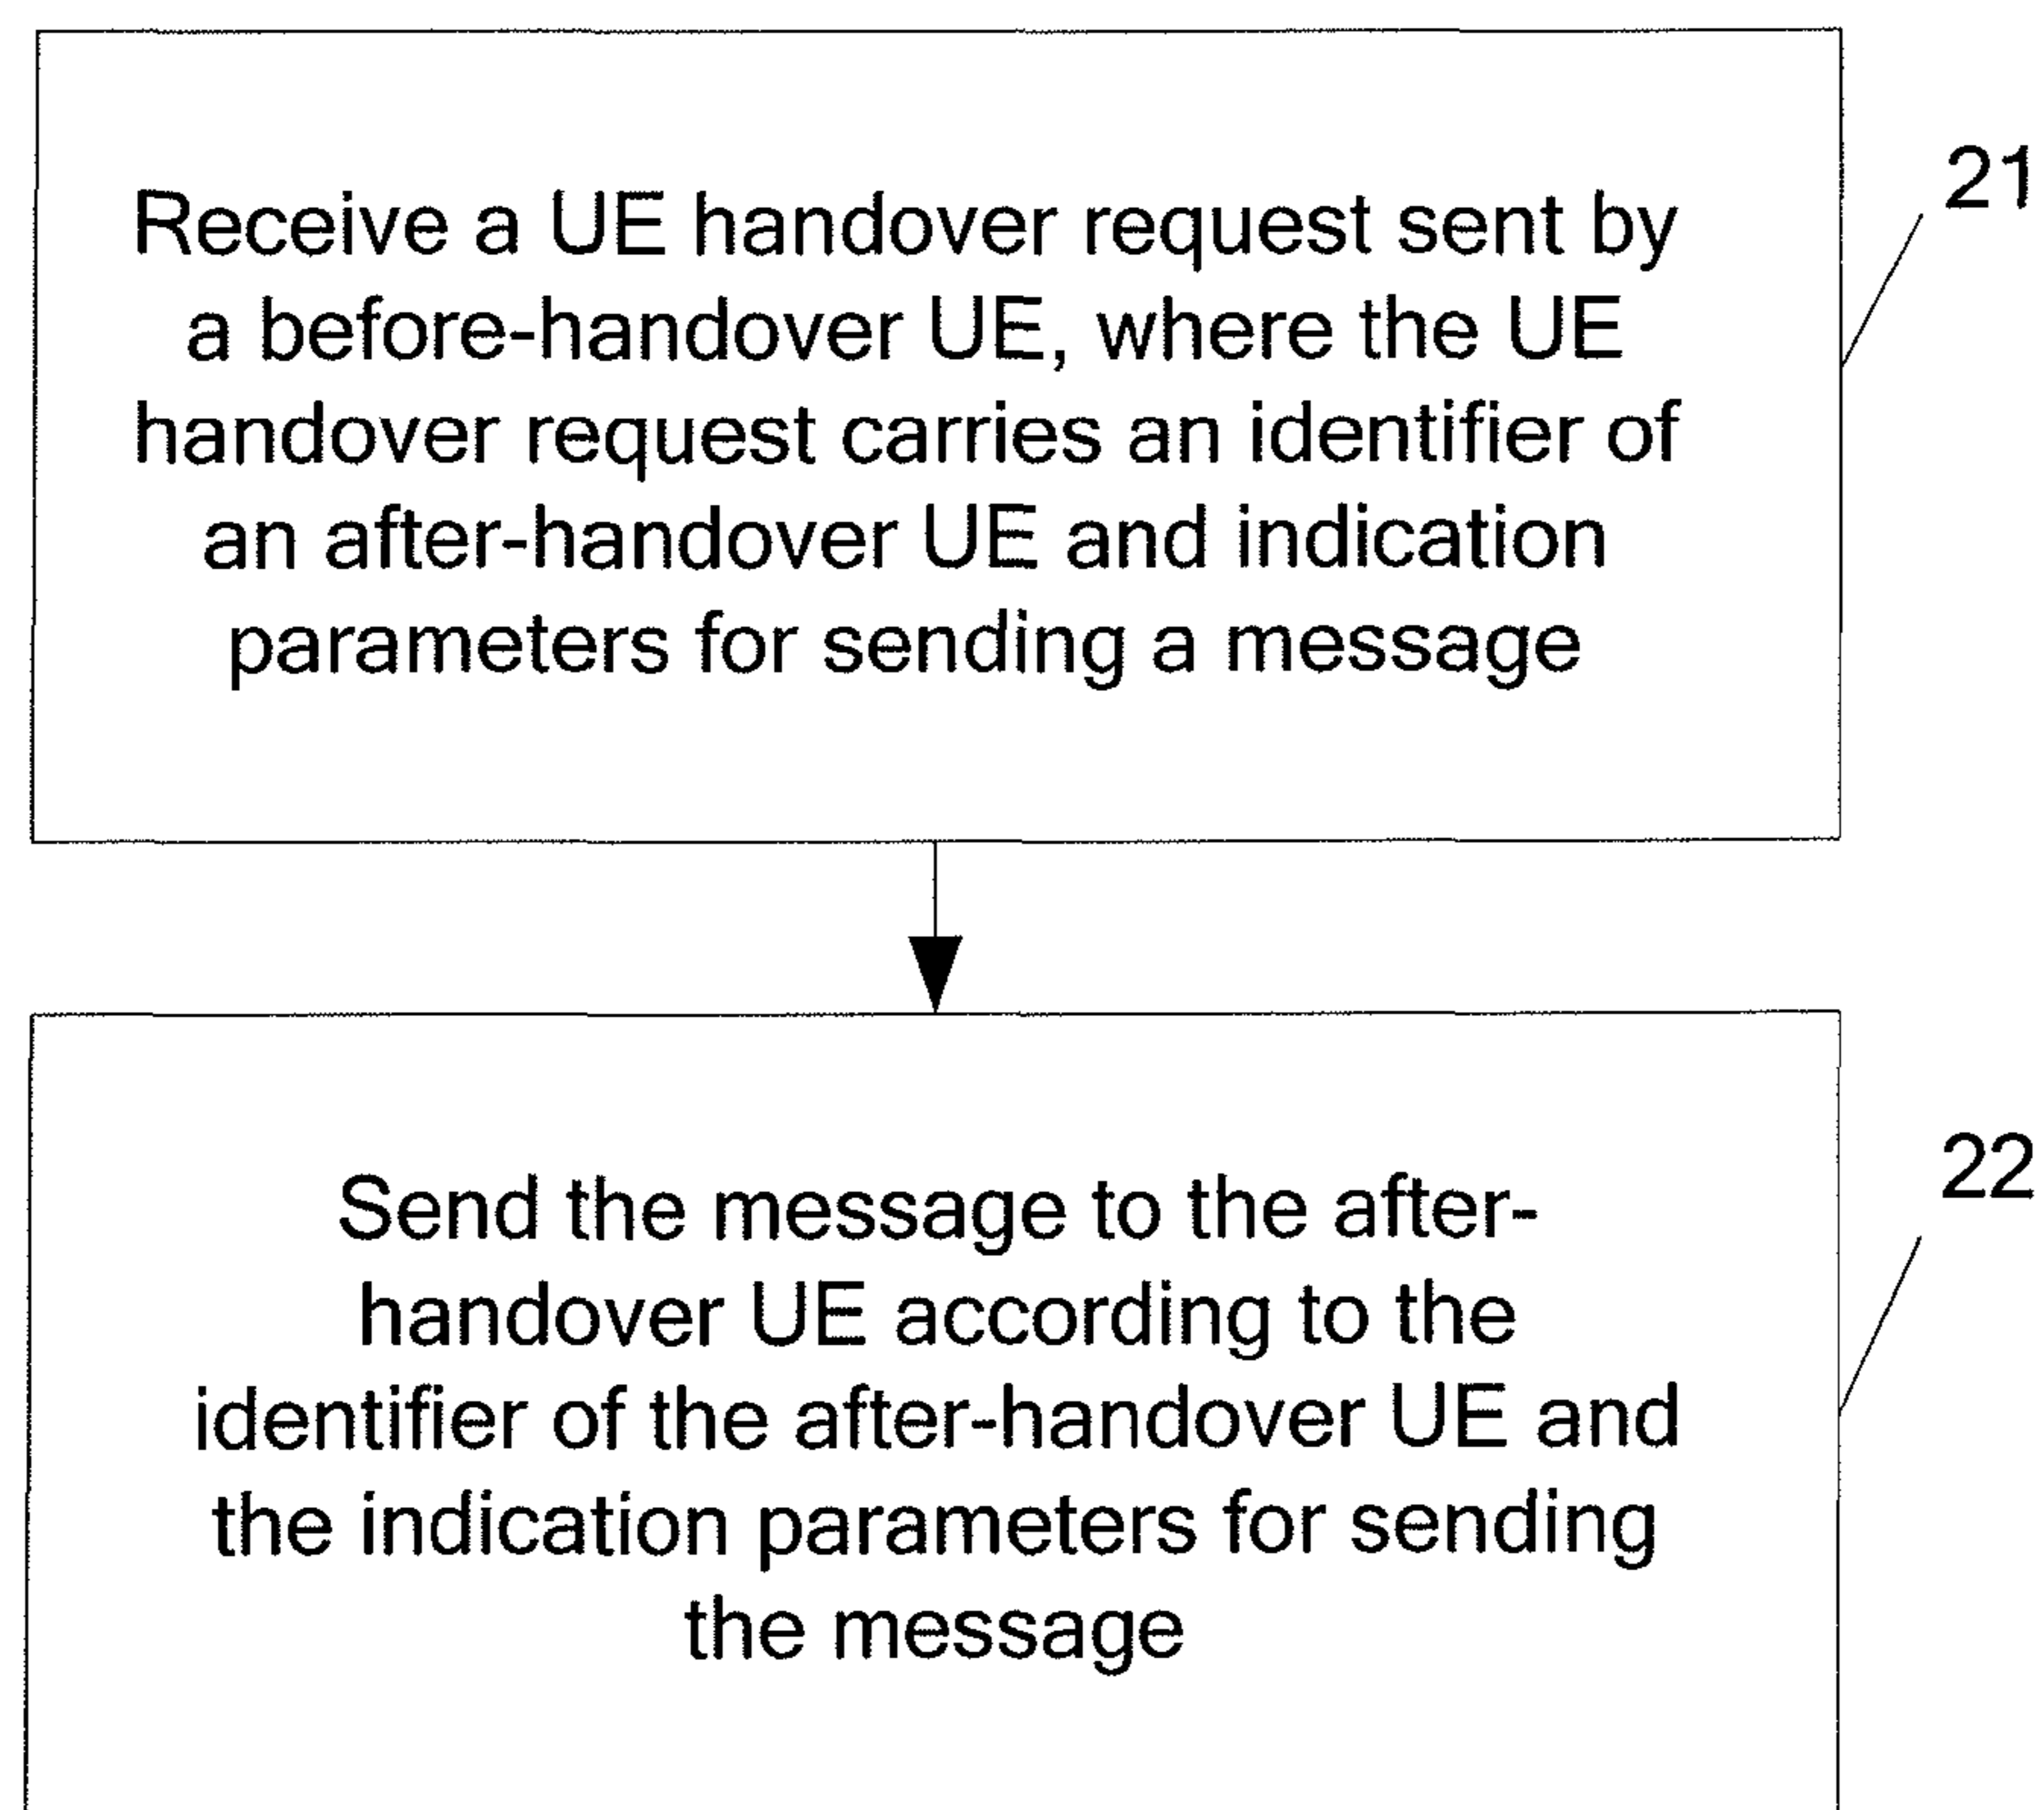 Receive a UE handover request sent by
a before-handover UE, where the UE
handover request carries an identifier of
an after-handover UE and indication
parameters for sending a message
21
Send the message to the after-
handover UE according to the
identifier of the after-handover UE and
the indication parameters for sending
the message
22